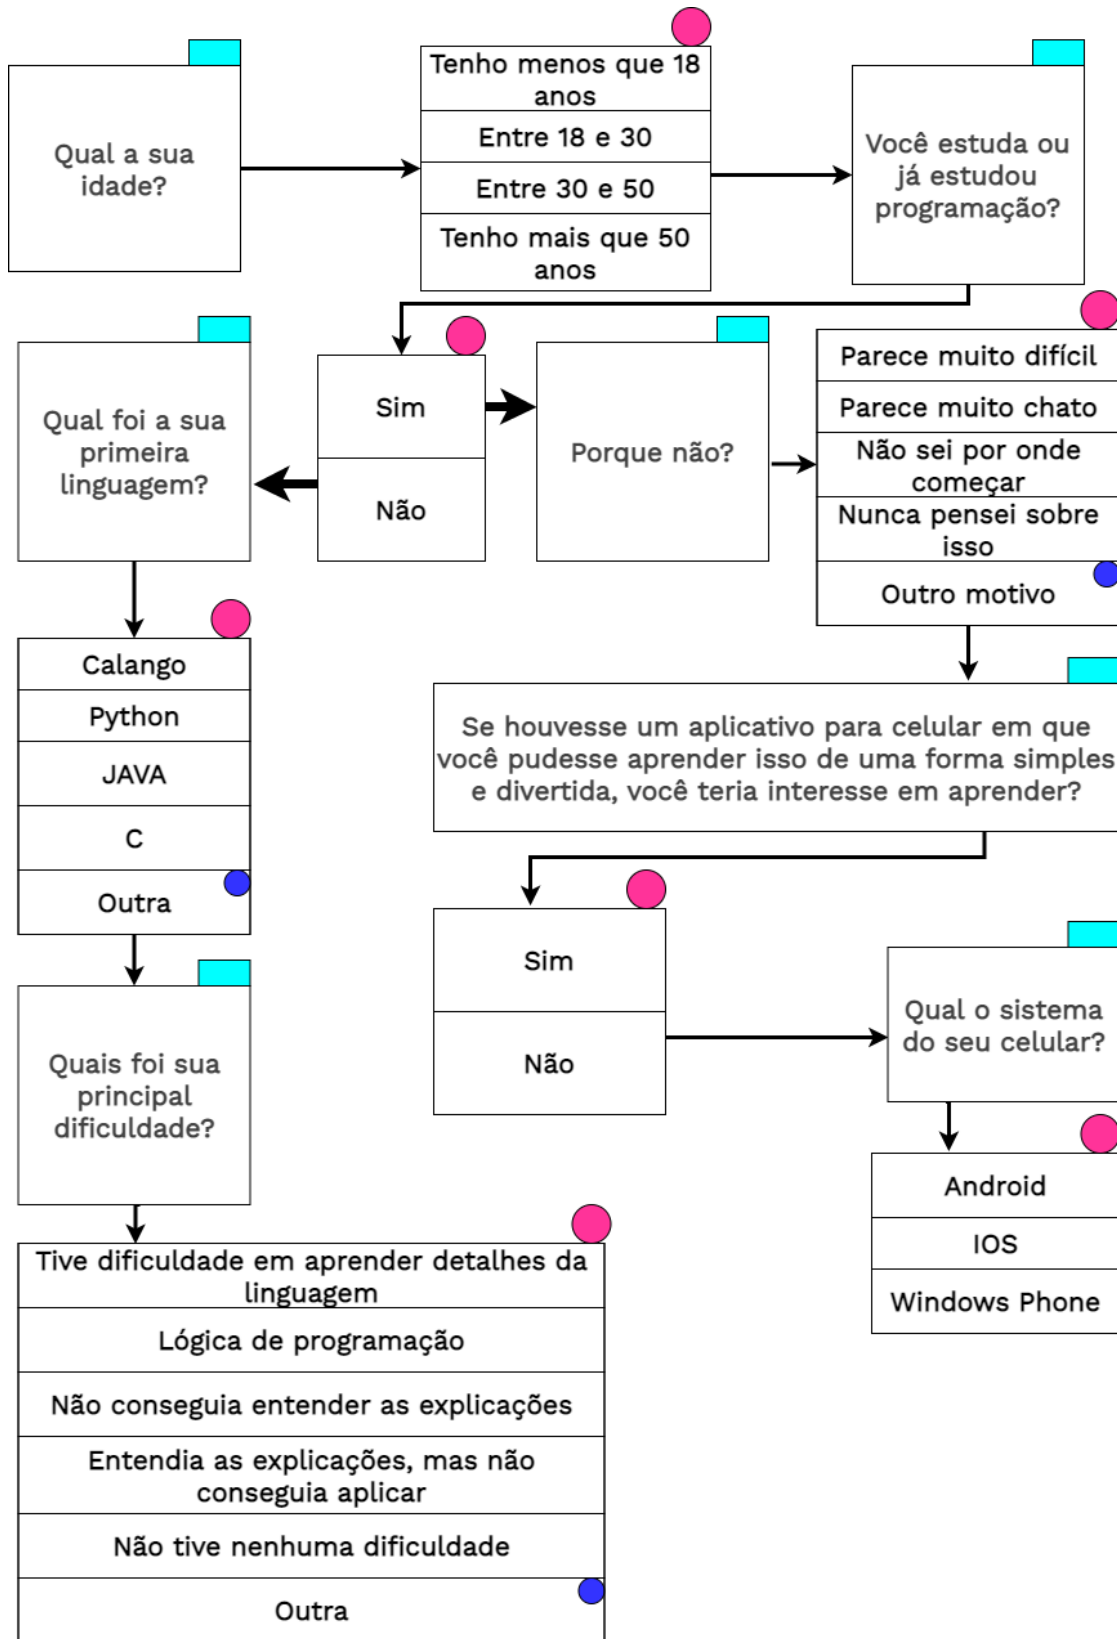 Qual a sua
idade?
Tenho menos que 18
anos
Entre 18 e 30
Entre 30 e 50
Tenho mais que 50
anos
Você estuda ou
já estudou
programação?
Qual foi a sua
primeira
linguagem?
Sim
Não
Porque não?
Parece muito difícil
Parece muito chato
Não sei por onde
começar
Nunca pensei sobre
isso
Outro motivo
Calango
Python
JAVA
C
Outra
Se houvesse um aplicativo para celular em que
você pudesse aprender isso de uma forma simples
e divertida, você teria interesse em aprender?
Sim
Não
Qual o sistema
do seu celular?
Android
IOS
Windows Phone
Quais foi sua
principal
dificuldade?
Tive dificuldade em aprender detalhes da
linguagem
Lógica de programação
Não conseguia entender as explicações
Entendia as explicações, mas não
conseguia aplicar
Não tive nenhuma dificuldade
Outra